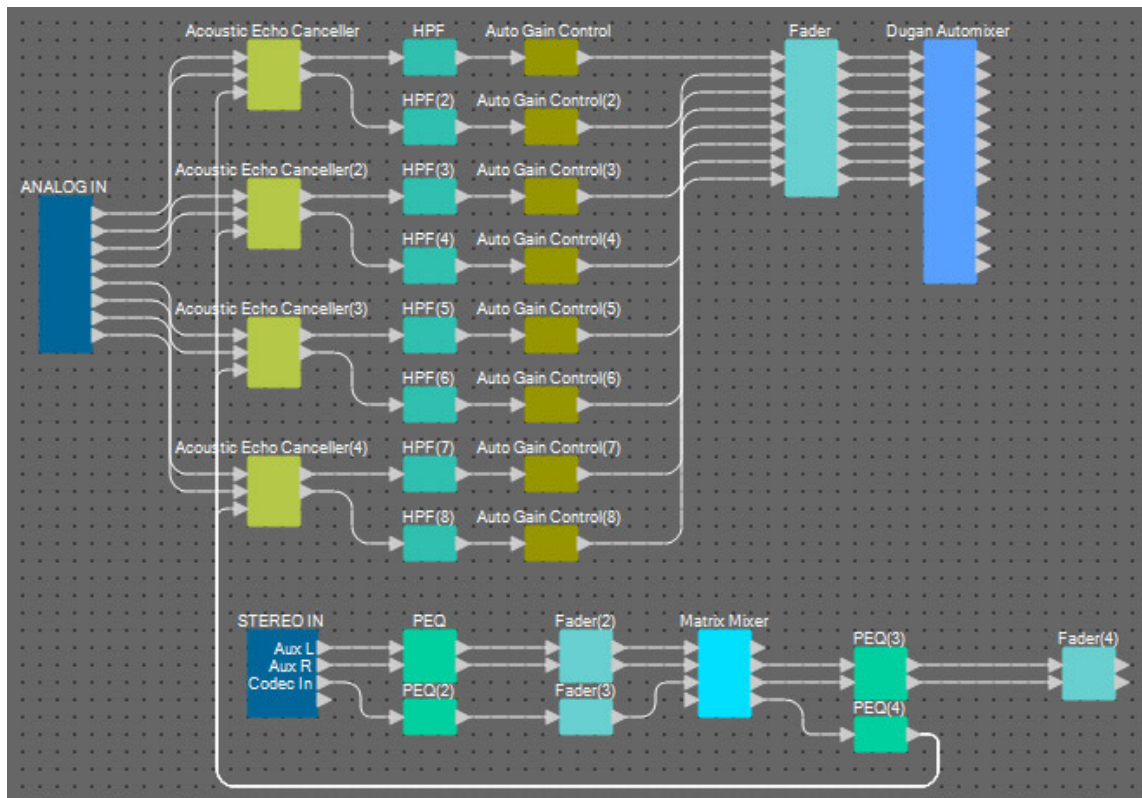 Acoustic Echo Canceller
HPF
Auto Gain Control
Fader
Dugan Automixer
HPF(2)
Auto Gain Control(2)
Acoustic Echo Canceller(2)
HPF(3)
Auto Gain Control(3)
ANALOG IN
HPF(4)
Auto Gain Control(4)
Acoustic Echo Canceller(3)
HPF(5)
Auto Gain Control(5)
HPF(6)
Auto Gain Control(6)
Acoustic Echo Canceller(4)
HPF(7)
Auto Gain Control(7)
HPF(8)
Auto Gain Control(8)
STEREO IN
Aux L
Aux R
Codec In
PEQ
Fader(2)
Matrix Mixer
PEQ(3)
Fader(4)
PEQ(2)
Fader(3)
PEQ(4)